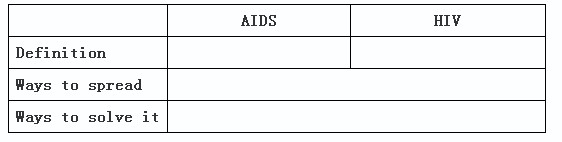 AIDS HIV
Definition
Ways to spread
Ways to solve it